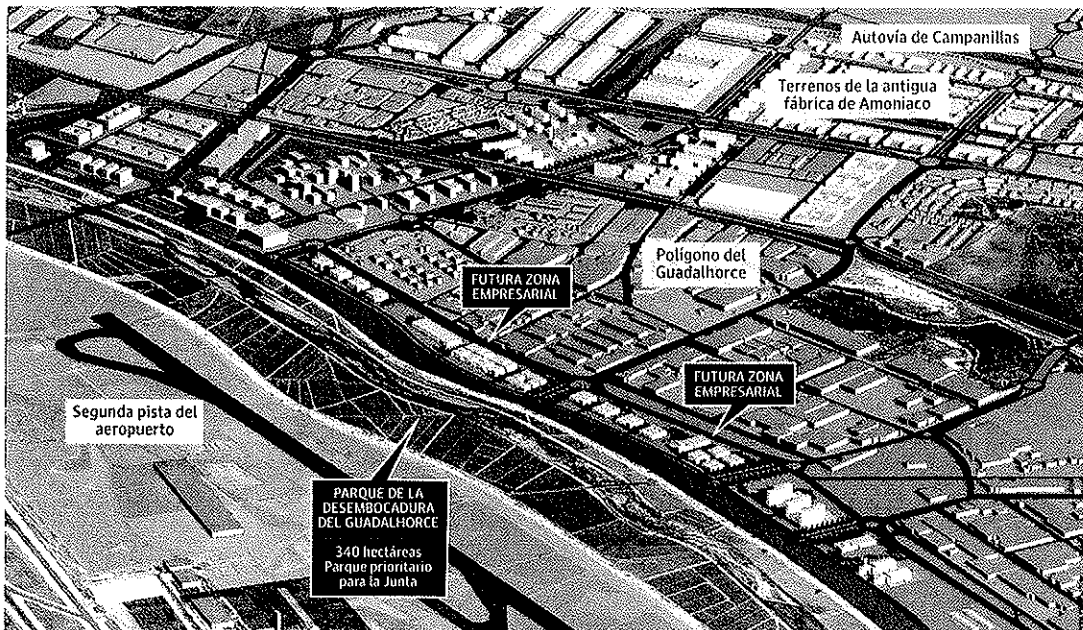 Autovía de Campanillas
Terrenos de la antigua
fábrica de Amoniaco
Polígono del
Guadalhorce
FUTURA ZONA
EMPRESARIAL
FUTURA ZONA
EMPRESARIAL
Segunda pista del
aeropuerto
PARQUE DE LA
DESEMBOCADURA
DEL GUADALHORCE
340 hectáreas
Parque prioritario
para la Junta